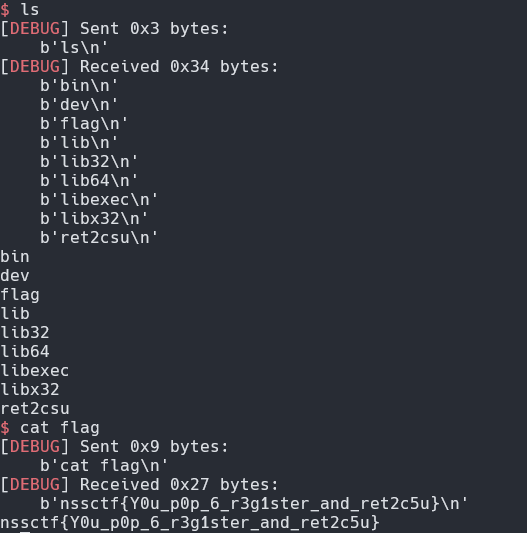 $ ls
[DEBUG] Sent 0x3 bytes:
    b'ls\n'
[DEBUG] Received 0x34 bytes:
    b'bin\n'
    b'dev\n'
    b'flag\n'
    b'lib\n'
    b'lib32\n'
    b'lib64\n'
    b'libexec\n'
    b'libx32\n'
    b'ret2csu\n'
bin
dev
flag
lib
lib32
lib64
libexec
libx32
ret2csu
$ cat flag
[DEBUG] Sent 0x9 bytes:
    b'cat flag\n'
[DEBUG] Received 0x27 bytes:
    b'nssctf{Y0u_p0p_6_r3g1ster_and_ret2c5u}\n'
nssctf{Y0u_p0p_6_r3g1ster_and_ret2c5u}